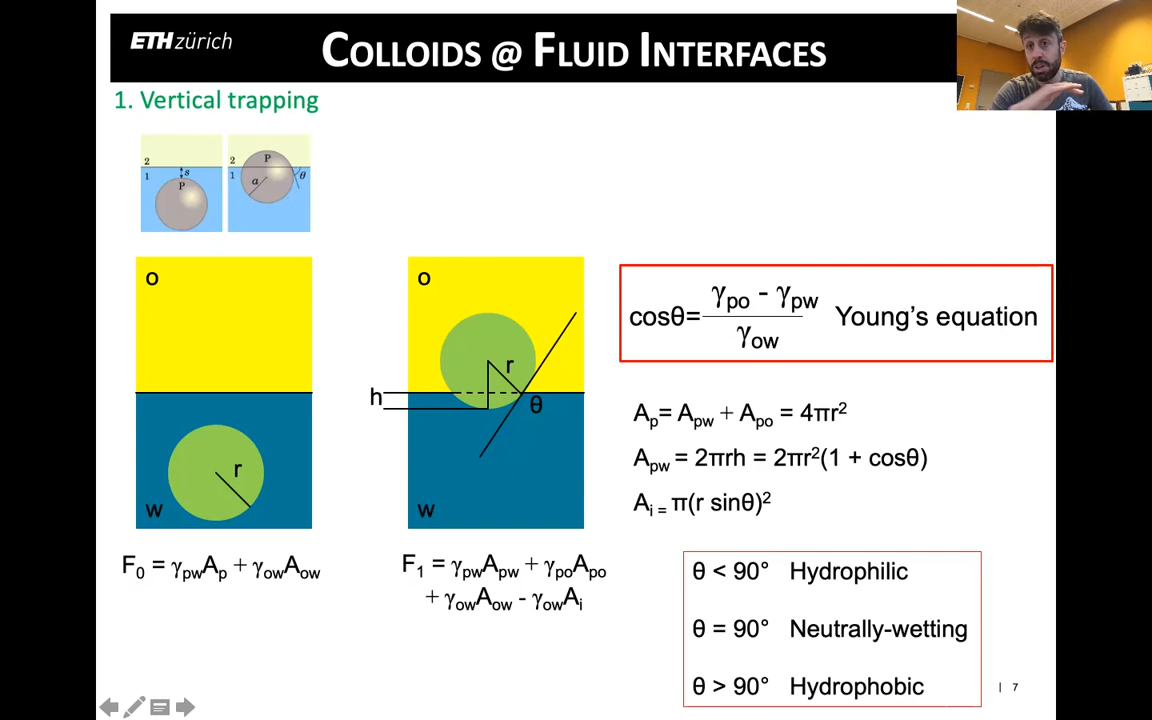 ETH zürich
COLLOIDS @ FLUID INTERFACES
1. Vertical trapping
2
1
s
P
2
1
P
a
θ
o
r
w
o
r
h
θ
w
cosθ= γpo - γpw / γow Young's equation
Ap= Apw + Apo = 4πr²
Apw = 2πrh = 2πr²(1 + cosθ)
Ai = π(r sinθ)²
F₀ = γpwAp + γowAow
F₁ = γpwApw + γpoApo
+ γowAow - γowAi
θ < 90° Hydrophilic
θ = 90° Neutrally-wetting
θ > 90° Hydrophobic
| 7